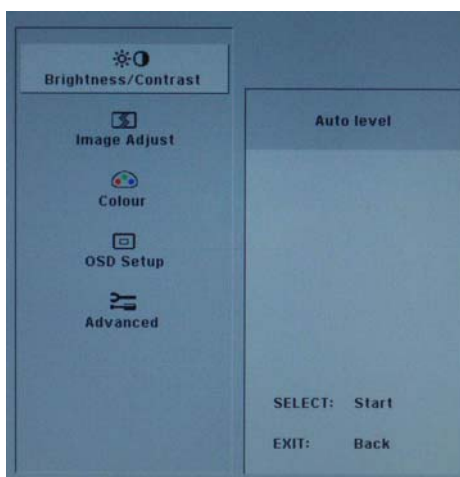 Brightness/Contrast
Image Adjust
Colour
OSD Setup
Advanced
Auto level
SELECT: Start
EXIT: Back